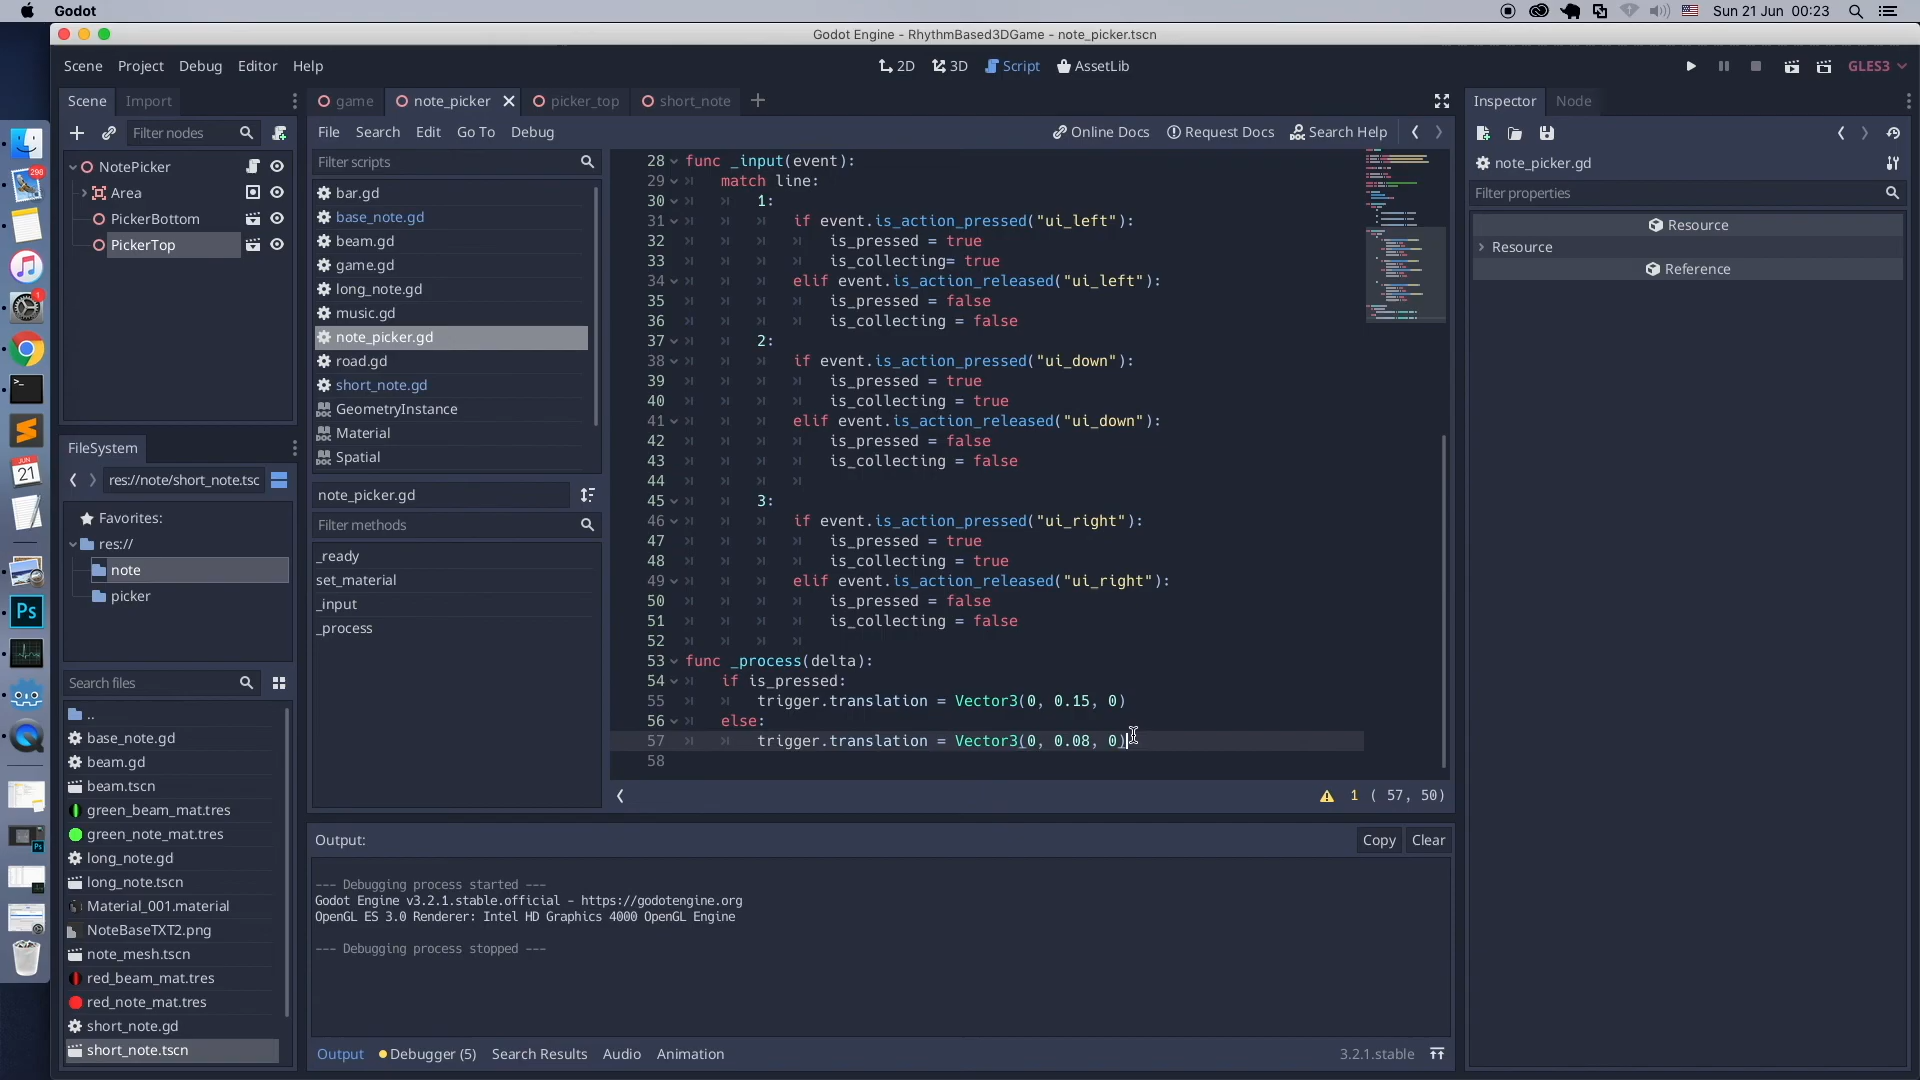 Godot
Sun 21 Jun 00:23
Godot Engine - RhythmBased3DGame - note_picker.tscn
Scene Project Debug Editor Help
2D 3D Script AssetLib
GLES3
Scene Import
game note_picker picker_top short_note
Inspector Node
Filter nodes
File Search Edit Go To Debug
Online Docs Request Docs Search Help
NotePicker
Area
PickerBottom
PickerTop
Filter scripts
bar.gd
base_note.gd
beam.gd
game.gd
long_note.gd
music.gd
note_picker.gd
road.gd
short_note.gd
GeometryInstance
Material
Spatial
note_picker.gd
Filter methods
_ready
set_material
_input
_process
28 func _input(event):
29 match line:
30 1:
31 if event.is_action_pressed("ui_left"):
32 is_pressed = true
33 is_collecting= true
34 elif event.is_action_released("ui_left"):
35 is_pressed = false
36 is_collecting = false
37 2:
38 if event.is_action_pressed("ui_down"):
39 is_pressed = true
40 is_collecting = true
41 elif event.is_action_released("ui_down"):
42 is_pressed = false
43 is_collecting = false
44
45 3:
46 if event.is_action_pressed("ui_right"):
47 is_pressed = true
48 is_collecting = true
49 elif event.is_action_released("ui_right"):
50 is_pressed = false
51 is_collecting = false
52
53 func _process(delta):
54 if is_pressed:
55 trigger.translation = Vector3(0, 0.15, 0)
56 else:
57 trigger.translation = Vector3(0, 0.08, 0)
58
1 ( 57, 50)
note_picker.gd
Filter properties
Resource
Resource
Reference
FileSystem
res://note/short_note.tsc
Favorites:
res://
note
picker
Search files
..
base_note.gd
beam.gd
beam.tscn
green_beam_mat.tres
green_note_mat.tres
long_note.gd
long_note.tscn
Material_001.material
NoteBaseTXT2.png
note_mesh.tscn
red_beam_mat.tres
red_note_mat.tres
short_note.gd
short_note.tscn
Output:
Copy Clear
--- Debugging process started ---
Godot Engine v3.2.1.stable.official - https://godotengine.org
OpenGL ES 3.0 Renderer: Intel HD Graphics 4000 OpenGL Engine
--- Debugging process stopped ---
Output Debugger (5) Search Results Audio Animation
3.2.1.stable
298
1
JUN
21
Ps